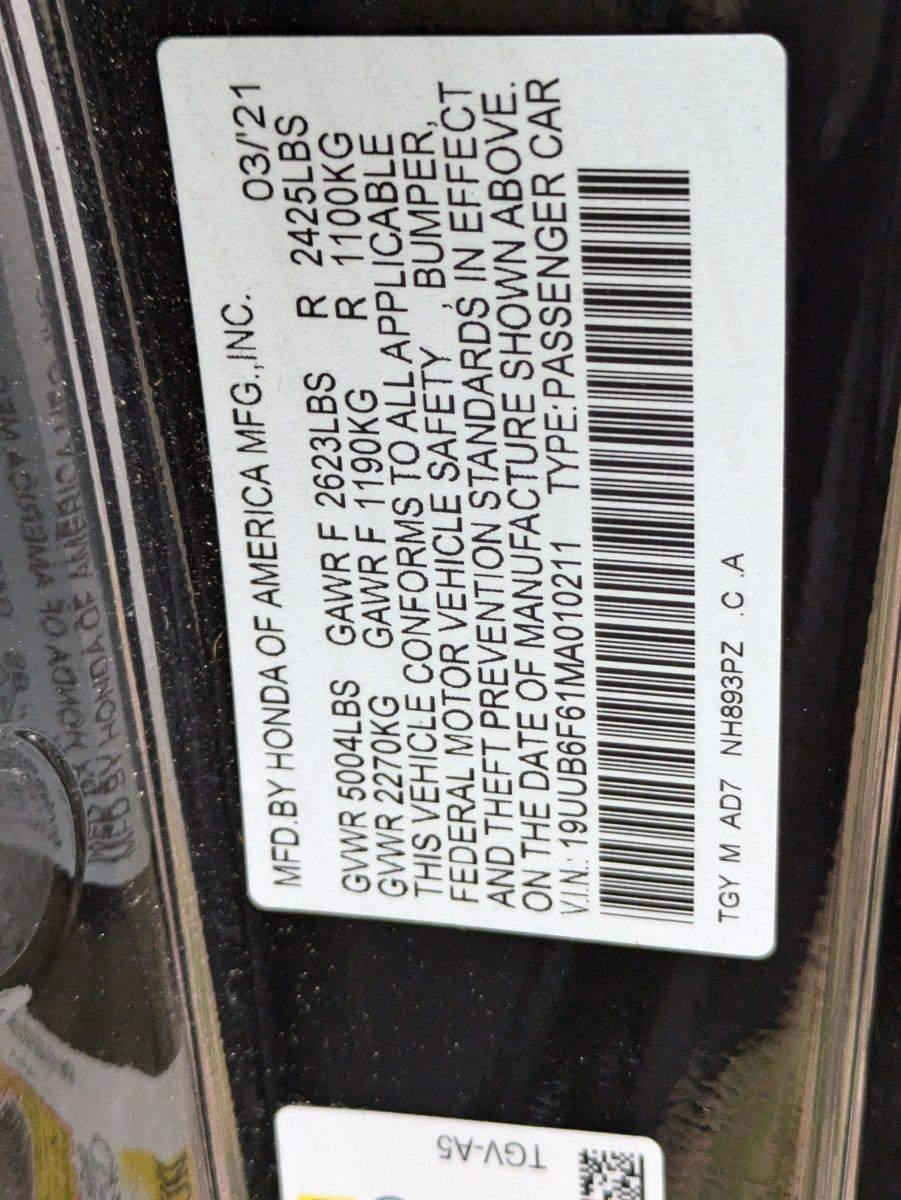 MFD.BY HONDA OF AMERICA MFG.,INC. 03/'21
GVWR 5004LBS GAWR F 2623LBS R 2425LBS
GVWR 2270KG GAWR F 1190KG R 1100KG
THIS VEHICLE CONFORMS TO ALL APPLICABLE
FEDERAL MOTOR VEHICLE SAFETY, BUMPER,
AND THEFT PREVENTION STANDARDS IN EFFECT
ON THE DATE OF MANUFACTURE SHOWN ABOVE.
V.I.N.: 19UUB6F61MA010211 TYPE:PASSENGER CAR
TGY M AD7 NH893PZ .C .A
TGV-A5